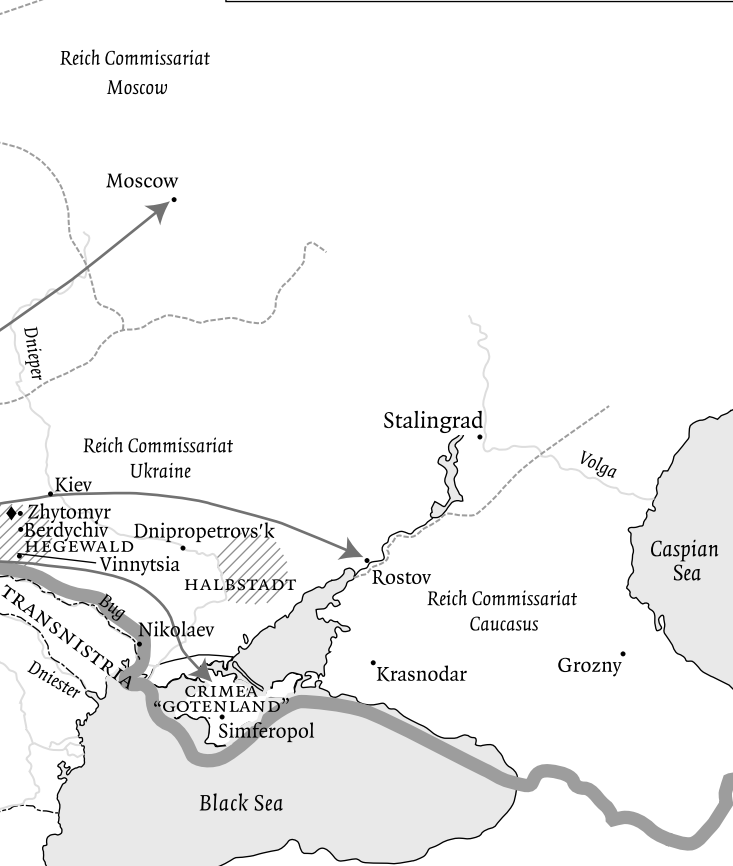 Reich Commissariat
Moscow
Moscow
Dnieper
Stalingrad
Reich Commissariat
Ukraine
Volga
Kiev
Zhytomyr
Berdychiv
Dnipropetrovs'k
HEGEWALD
Vinnytsia
Caspian
Sea
Rostov
HALBSTADT
Reich Commissariat
Caucasus
TRANSNISTRIA
Bug
Nikolaev
Grozny
Krasnodar
Dniester
CRIMEA
“GOTENLAND”
Simferopol
Black Sea